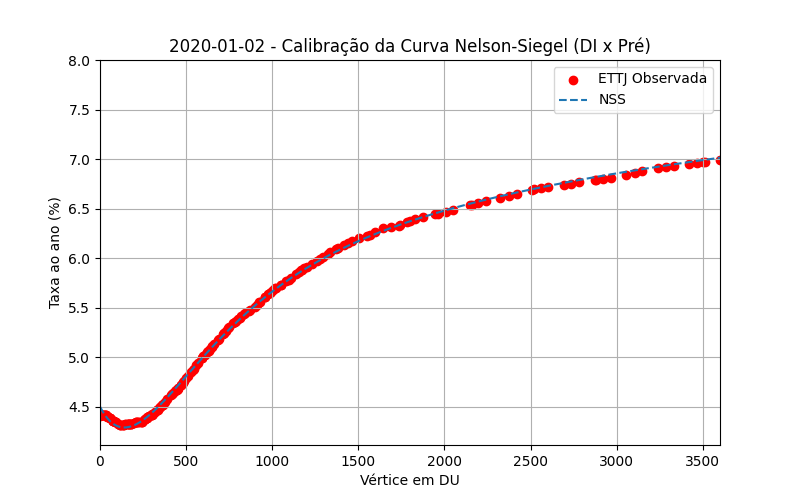 2020-01-02 - Calibração da Curva Nelson-Siegel (DI x Pré)
ETTJ Observada
NSS
Taxa ao ano (%)
8.0
7.5
7.0
6.5
6.0
5.5
5.0
4.5
0 500 1000 1500 2000 2500 3000 3500
Vértice em DU